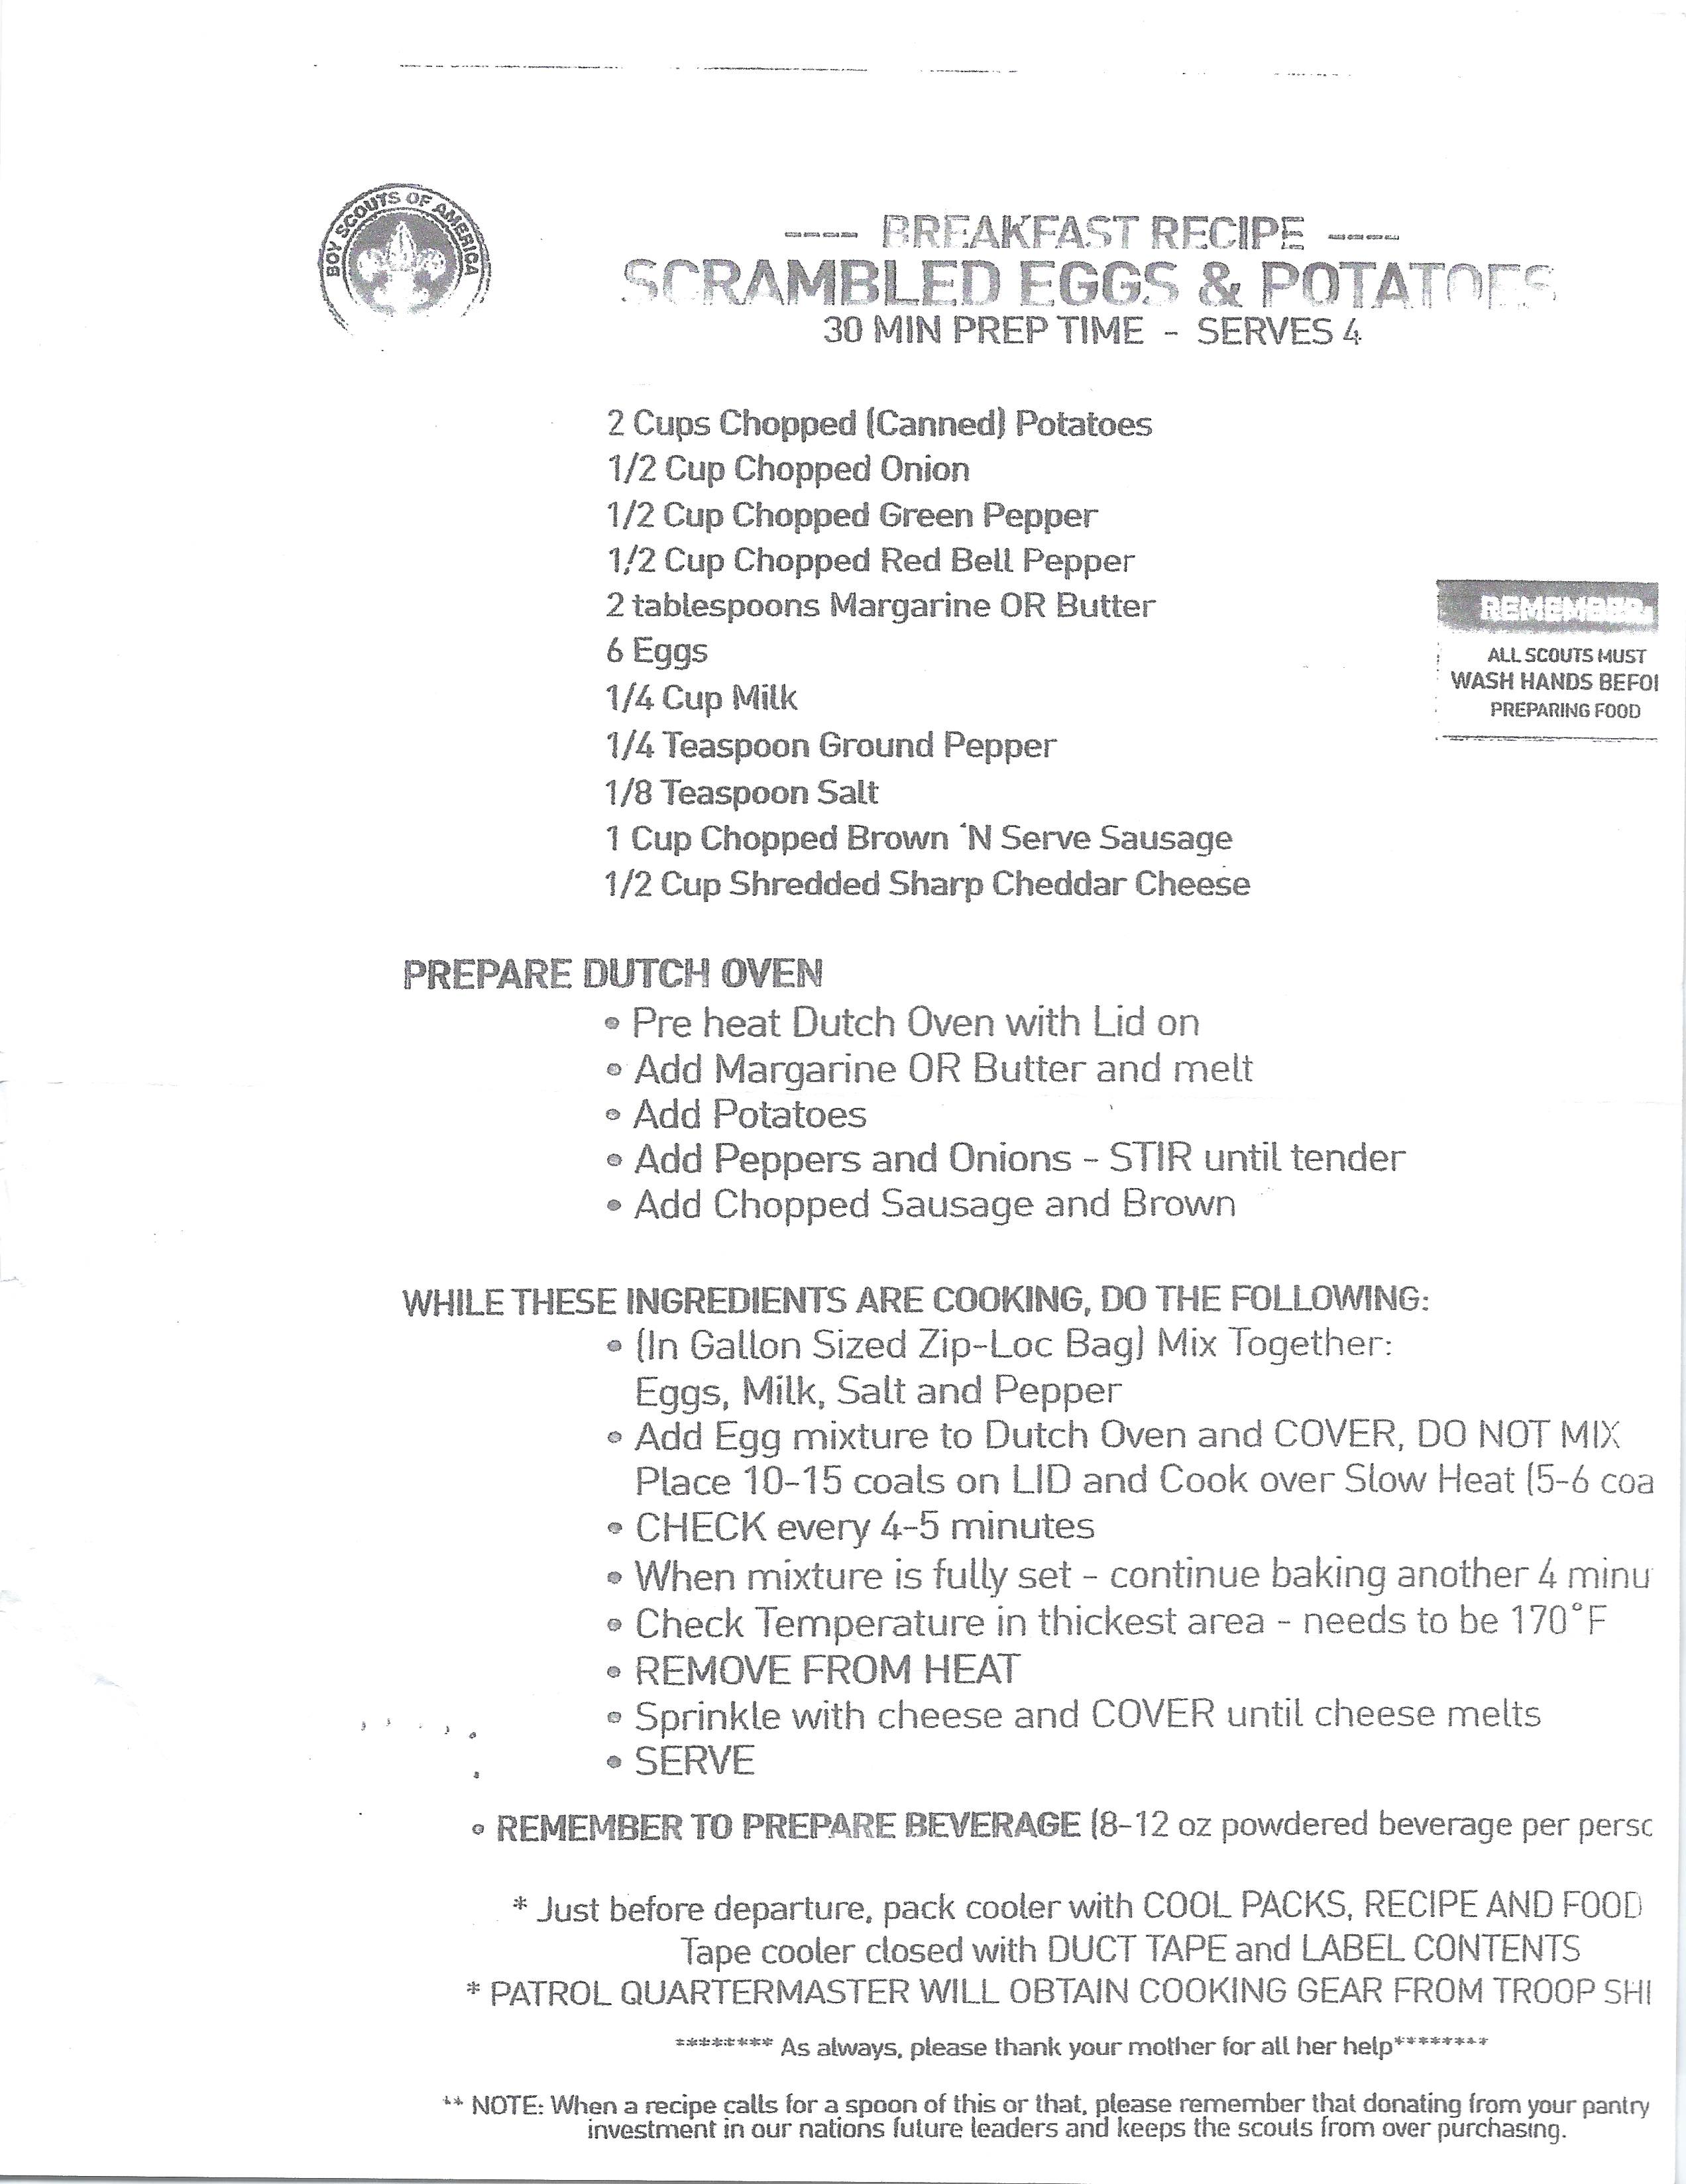 BOY SCOUTS OF AMERICA
---- BREAKFAST RECIPE ----
SCRAMBLED EGGS & POTATOES
30 MIN PREP TIME - SERVES 4
2 Cups Chopped (Canned) Potatoes
1/2 Cup Chopped Onion
1/2 Cup Chopped Green Pepper
1/2 Cup Chopped Red Bell Pepper
2 tablespoons Margarine OR Butter
6 Eggs
1/4 Cup Milk
1/4 Teaspoon Ground Pepper
1/8 Teaspoon Salt
1 Cup Chopped Brown 'N Serve Sausage
1/2 Cup Shredded Sharp Cheddar Cheese
REMEMBER
ALL SCOUTS MUST
WASH HANDS BEFOI
PREPARING FOOD
PREPARE DUTCH OVEN
• Pre heat Dutch Oven with Lid on
• Add Margarine OR Butter and melt
• Add Potatoes
• Add Peppers and Onions - STIR until tender
• Add Chopped Sausage and Brown
WHILE THESE INGREDIENTS ARE COOKING, DO THE FOLLOWING:
• (In Gallon Sized Zip-Loc Bag) Mix Together:
Eggs, Milk, Salt and Pepper
• Add Egg mixture to Dutch Oven and COVER, DO NOT MIX
Place 10-15 coals on LID and Cook over Slow Heat (5-6 coa
• CHECK every 4-5 minutes
• When mixture is fully set - continue baking another 4 minu
• Check Temperature in thickest area - needs to be 170°F
• REMOVE FROM HEAT
• Sprinkle with cheese and COVER until cheese melts
• SERVE
• REMEMBER TO PREPARE BEVERAGE (8-12 oz powdered beverage per persc
* Just before departure, pack cooler with COOL PACKS, RECIPE AND FOOD
Tape cooler closed with DUCT TAPE and LABEL CONTENTS
* PATROL QUARTERMASTER WILL OBTAIN COOKING GEAR FROM TROOP SHI
******** As always, please thank your mother for all her help********
** NOTE: When a recipe calls for a spoon of this or that, please remember that donating from your pantry
investment in our nations future leaders and keeps the scouts from over purchasing.